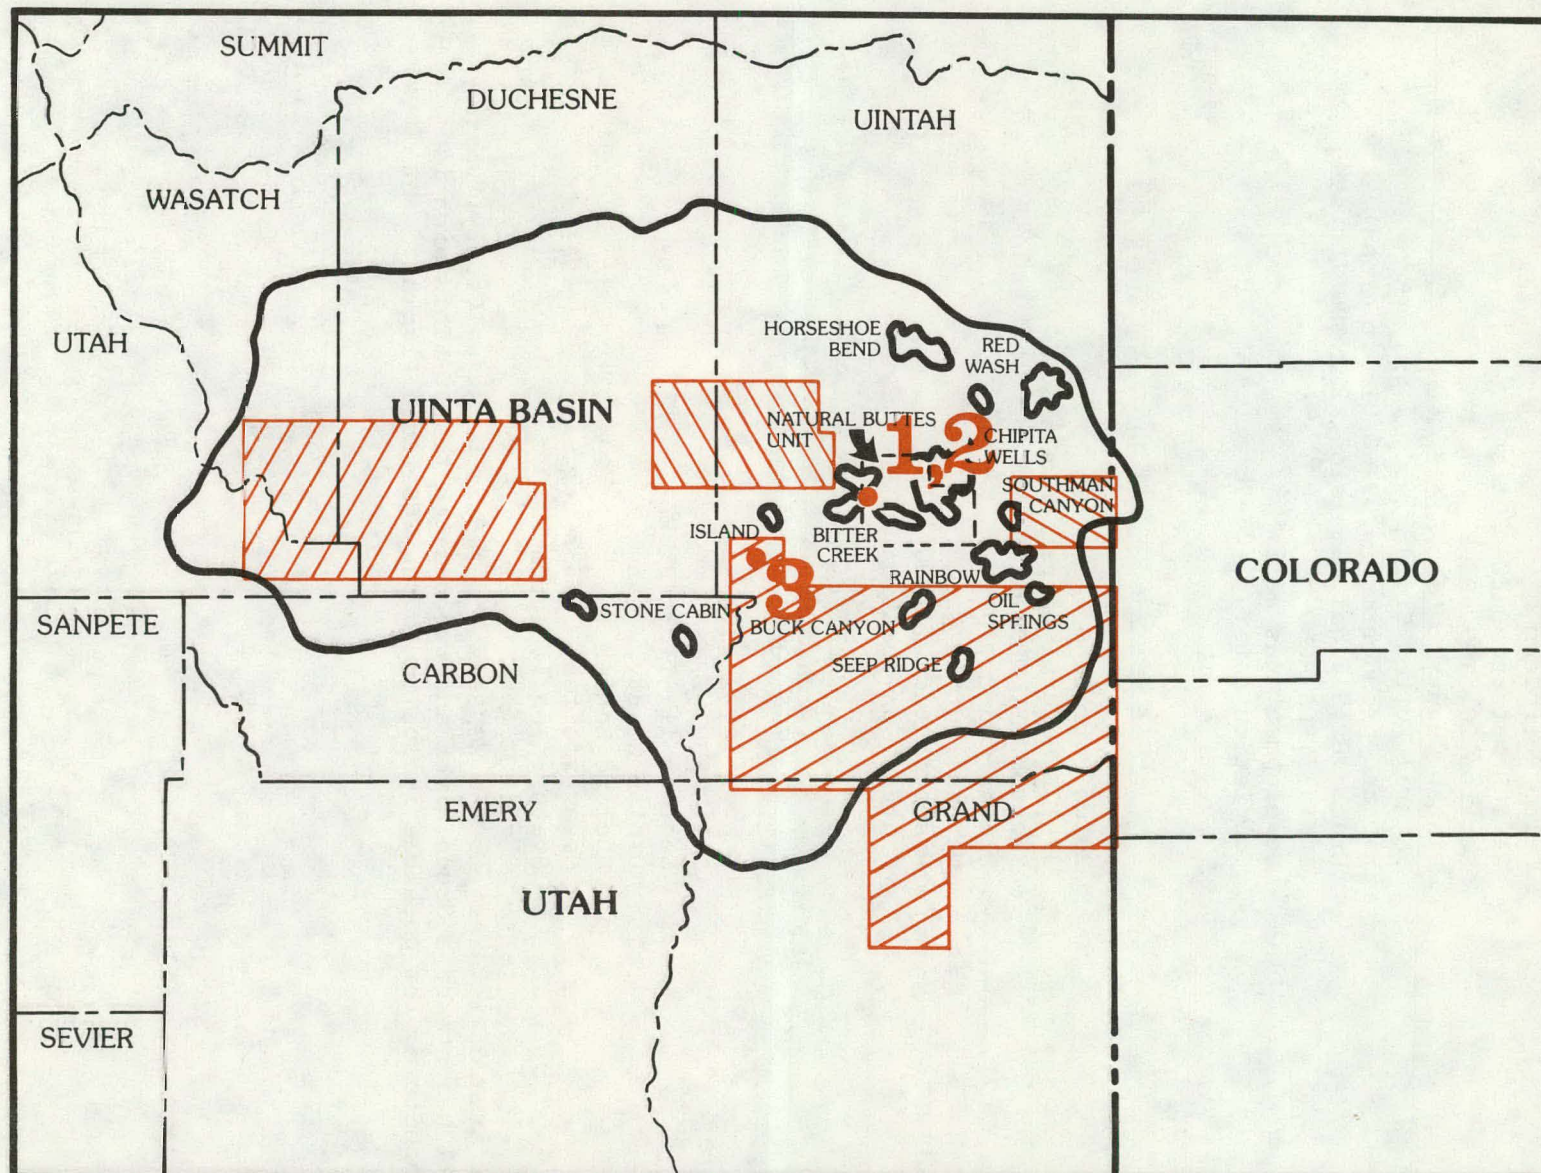 SUMMIT
DUCHESNE
UINTAH
WASATCH
UTAH
HORSESHOE
BEND
RED
WASH
UINTA BASIN
NATURAL BUTTES
UNIT
1,2
CHIPITA
WELLS
SOUTHMAN
CANYON
ISLAND
BITTER
CREEK
COLORADO
3
RAINBOW
OIL
SPRINGS
STONE CABIN
BUCK CANYON
SANPETE
SEEP RIDGE
CARBON
EMERY
GRAND
UTAH
SEVIER